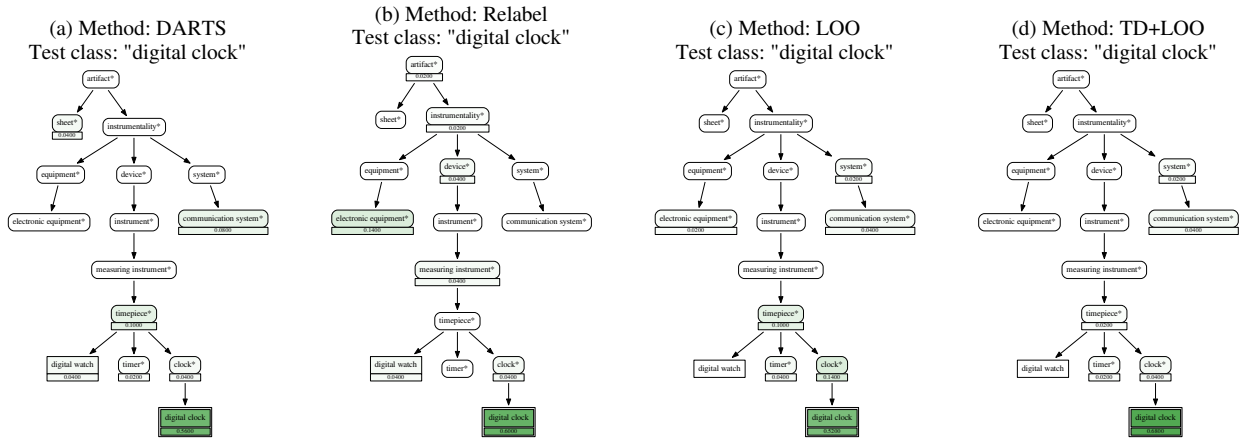 (a) Method: DARTS
Test class: "digital clock"
artifact*
sheet*
0.0400
instrumentality*
equipment*
device*
system*
electronic equipment*
instrument*
communication system*
0.0800
measuring instrument*
timepiece*
0.1000
digital watch
0.0400
timer*
0.0200
clock*
0.0400
digital clock
0.5600
(b) Method: Relabel
Test class: "digital clock"
artifact*
0.0200
sheet*
instrumentality*
0.0200
equipment*
device*
0.0400
system*
electronic equipment*
0.1400
instrument*
communication system*
measuring instrument*
0.0400
timepiece*
digital watch
0.0400
timer*
clock*
0.0400
digital clock
0.6000
(c) Method: LOO
Test class: "digital clock"
artifact*
sheet*
instrumentality*
equipment*
device*
system*
0.0200
electronic equipment*
0.0200
instrument*
communication system*
0.0400
measuring instrument*
timepiece*
0.1000
digital watch
timer*
0.0400
clock*
0.1400
digital clock
0.5200
(d) Method: TD+LOO
Test class: "digital clock"
artifact*
sheet*
instrumentality*
equipment*
device*
system*
0.0200
electronic equipment*
instrument*
communication system*
0.0400
measuring instrument*
timepiece*
0.0200
digital watch
timer*
0.0200
clock*
0.0400
digital clock
0.6800